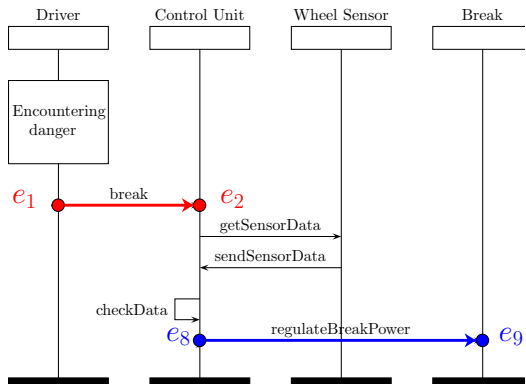 Driver
Control Unit
Wheel Sensor
Break
Encountering
danger
e1
break
e2
getSensorData
sendSensorData
checkData
e8
regulateBreakPower
e9